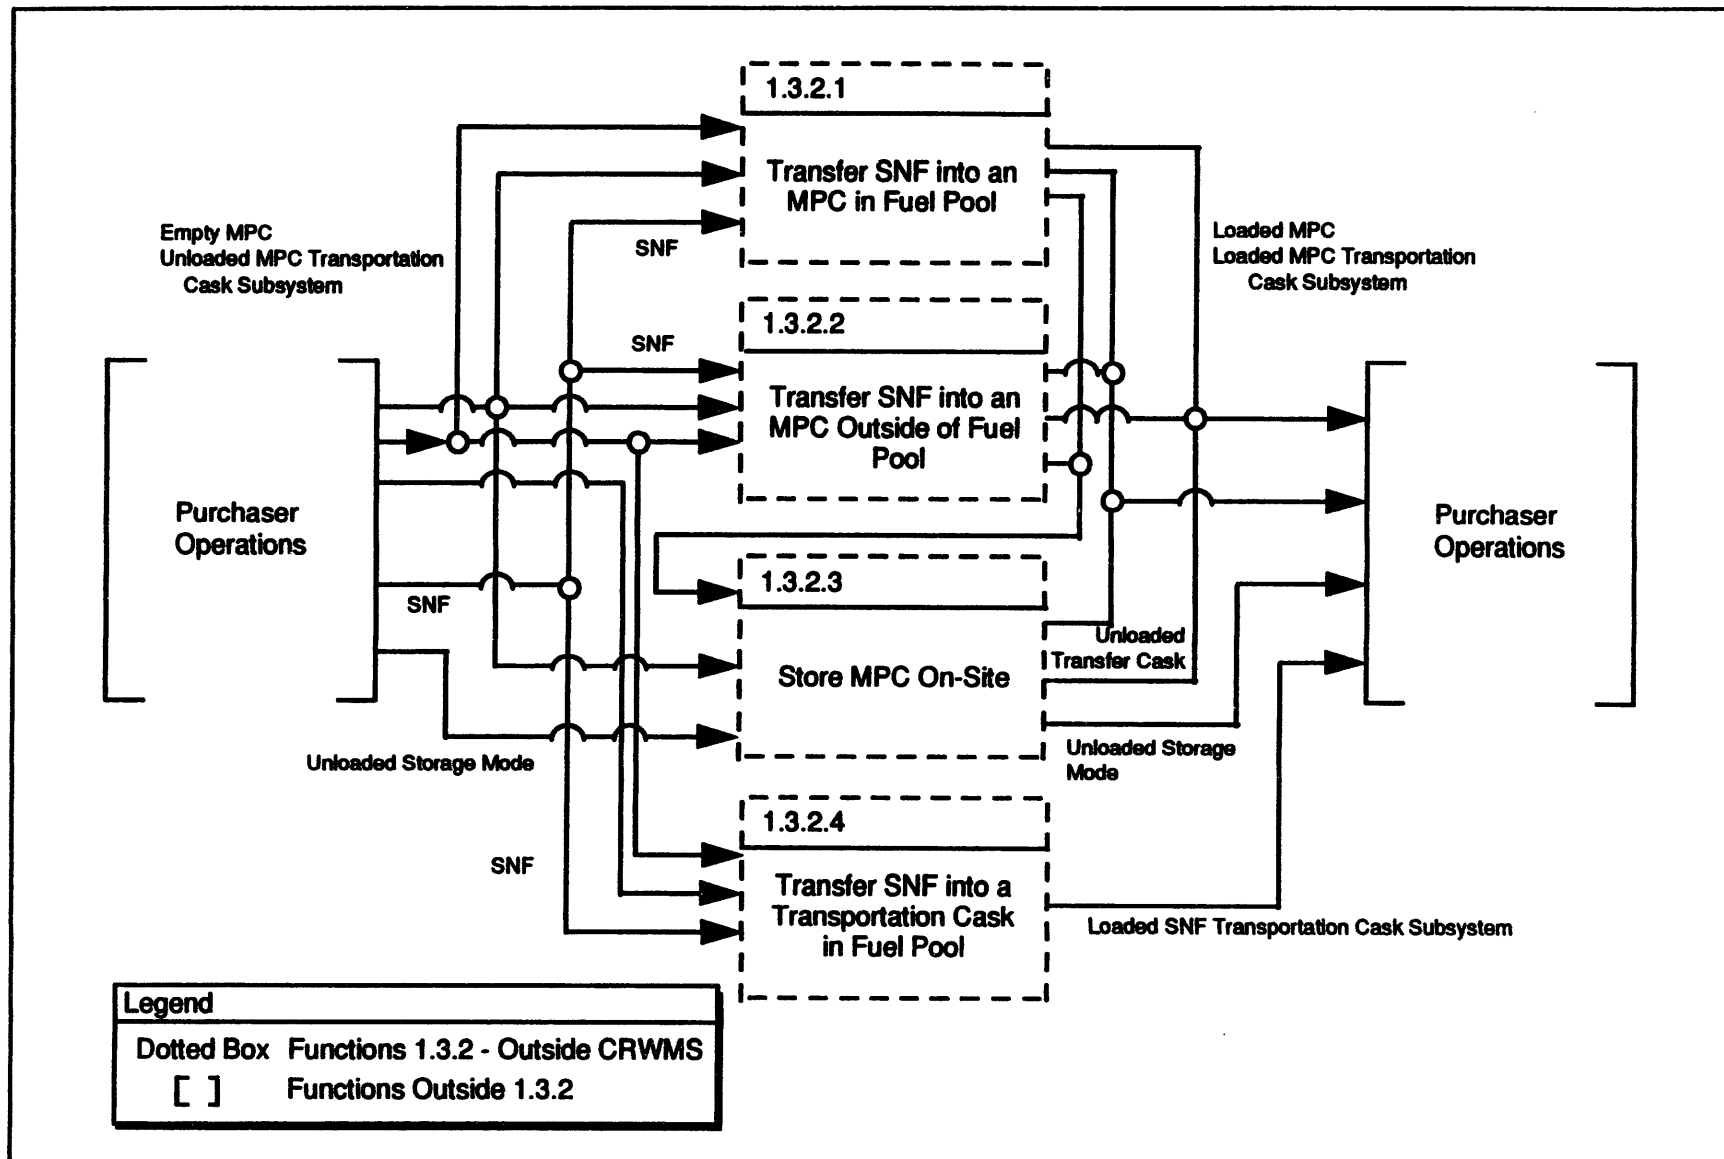 1.3.2.1
Transfer SNF into an
MPC in Fuel Pool
Empty MPC
Unloaded MPC Transportation
Cask Subsystem
SNF
Loaded MPC
Loaded MPC Transportation
Cask Subsystem
1.3.2.2
SNF
Transfer SNF into an
MPC Outside of Fuel
Pool
Purchaser
Operations
Purchaser
Operations
1.3.2.3
SNF
Store MPC On-Site
Unloaded
Transfer Cask
Unloaded Storage Mode
Unloaded Storage
Mode
1.3.2.4
SNF
Transfer SNF into a
Transportation Cask
in Fuel Pool
Loaded SNF Transportation Cask Subsystem
Legend
Dotted Box Functions 1.3.2 - Outside CRWMS
[ ] Functions Outside 1.3.2